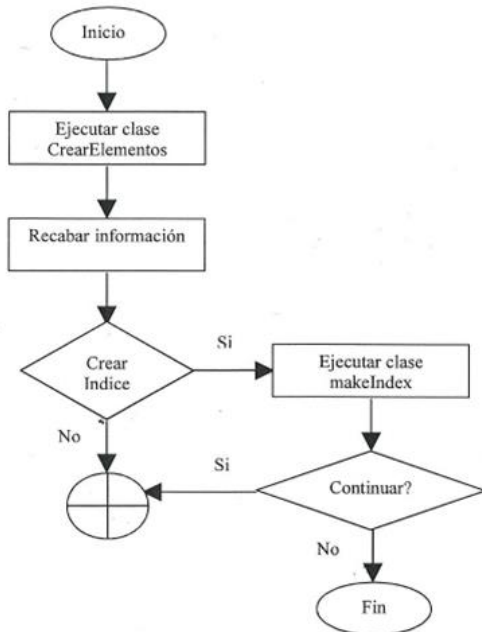 Inicio
Ejecutar clase
CrearElementos
Recabar información
Crear
Indice
Si
Ejecutar clase
makeIndex
No
Si
Continuar?
No
Fin